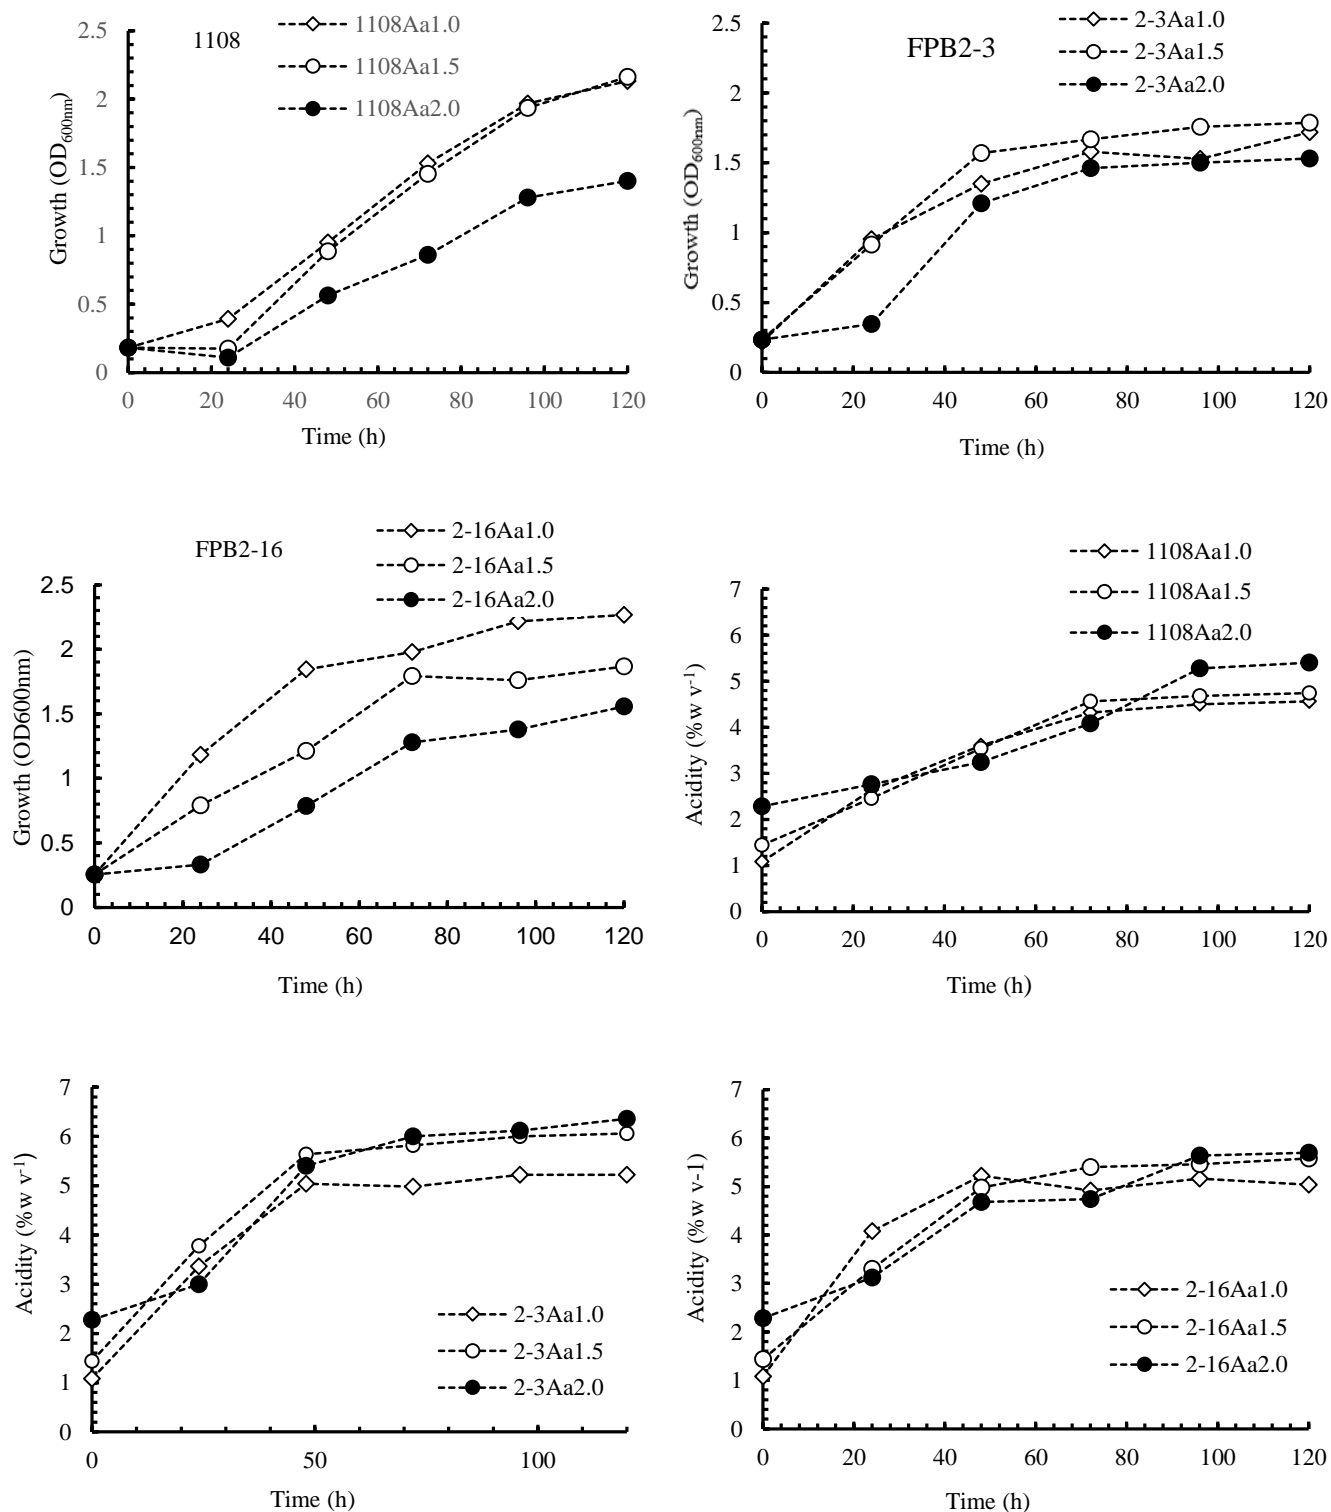 1108
1108Aa1.0
1108Aa1.5
1108Aa2.0
Growth (OD600nm)
2.5
2
1.5
1
0.5
0
0 20 40 60 80 100 120
Time (h)
FPB2-3
2-3Aa1.0
2-3Aa1.5
2-3Aa2.0
Growth (OD600nm)
2.5
2
1.5
1
0.5
0
0 20 40 60 80 100 120
Time (h)
FPB2-16
2-16Aa1.0
2-16Aa1.5
2-16Aa2.0
Growth (OD600nm)
2.5
2
1.5
1
0.5
0
0 20 40 60 80 100 120
Time (h)
1108Aa1.0
1108Aa1.5
1108Aa2.0
Acidity (%w v-1)
7
6
5
4
3
2
1
0
0 20 40 60 80 100 120
Time (h)
Acidity (%w v-1)
7
6
5
4
3
2
1
0
2-3Aa1.0
2-3Aa1.5
2-3Aa2.0
0 50 100
Time (h)
Acidity (%w v-1)
7
6
5
4
3
2
1
0
2-16Aa1.0
2-16Aa1.5
2-16Aa2.0
0 20 40 60 80 100 120
Time (h)